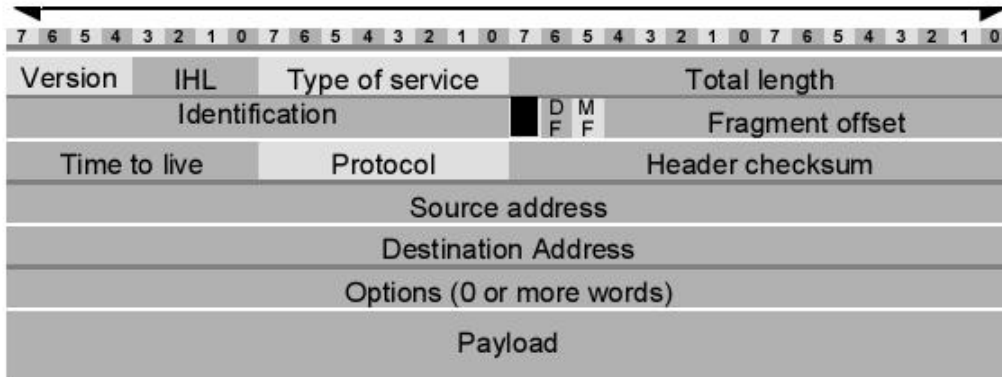 7 6 5 4 3 2 1 0 7 6 5 4 3 2 1 0 7 6 5 4 3 2 1 0 7 6 5 4 3 2 1 0
Version IHL Type of service Total length
Identification DF MF Fragment offset
Time to live Protocol Header checksum
Source address
Destination Address
Options (0 or more words)
Payload